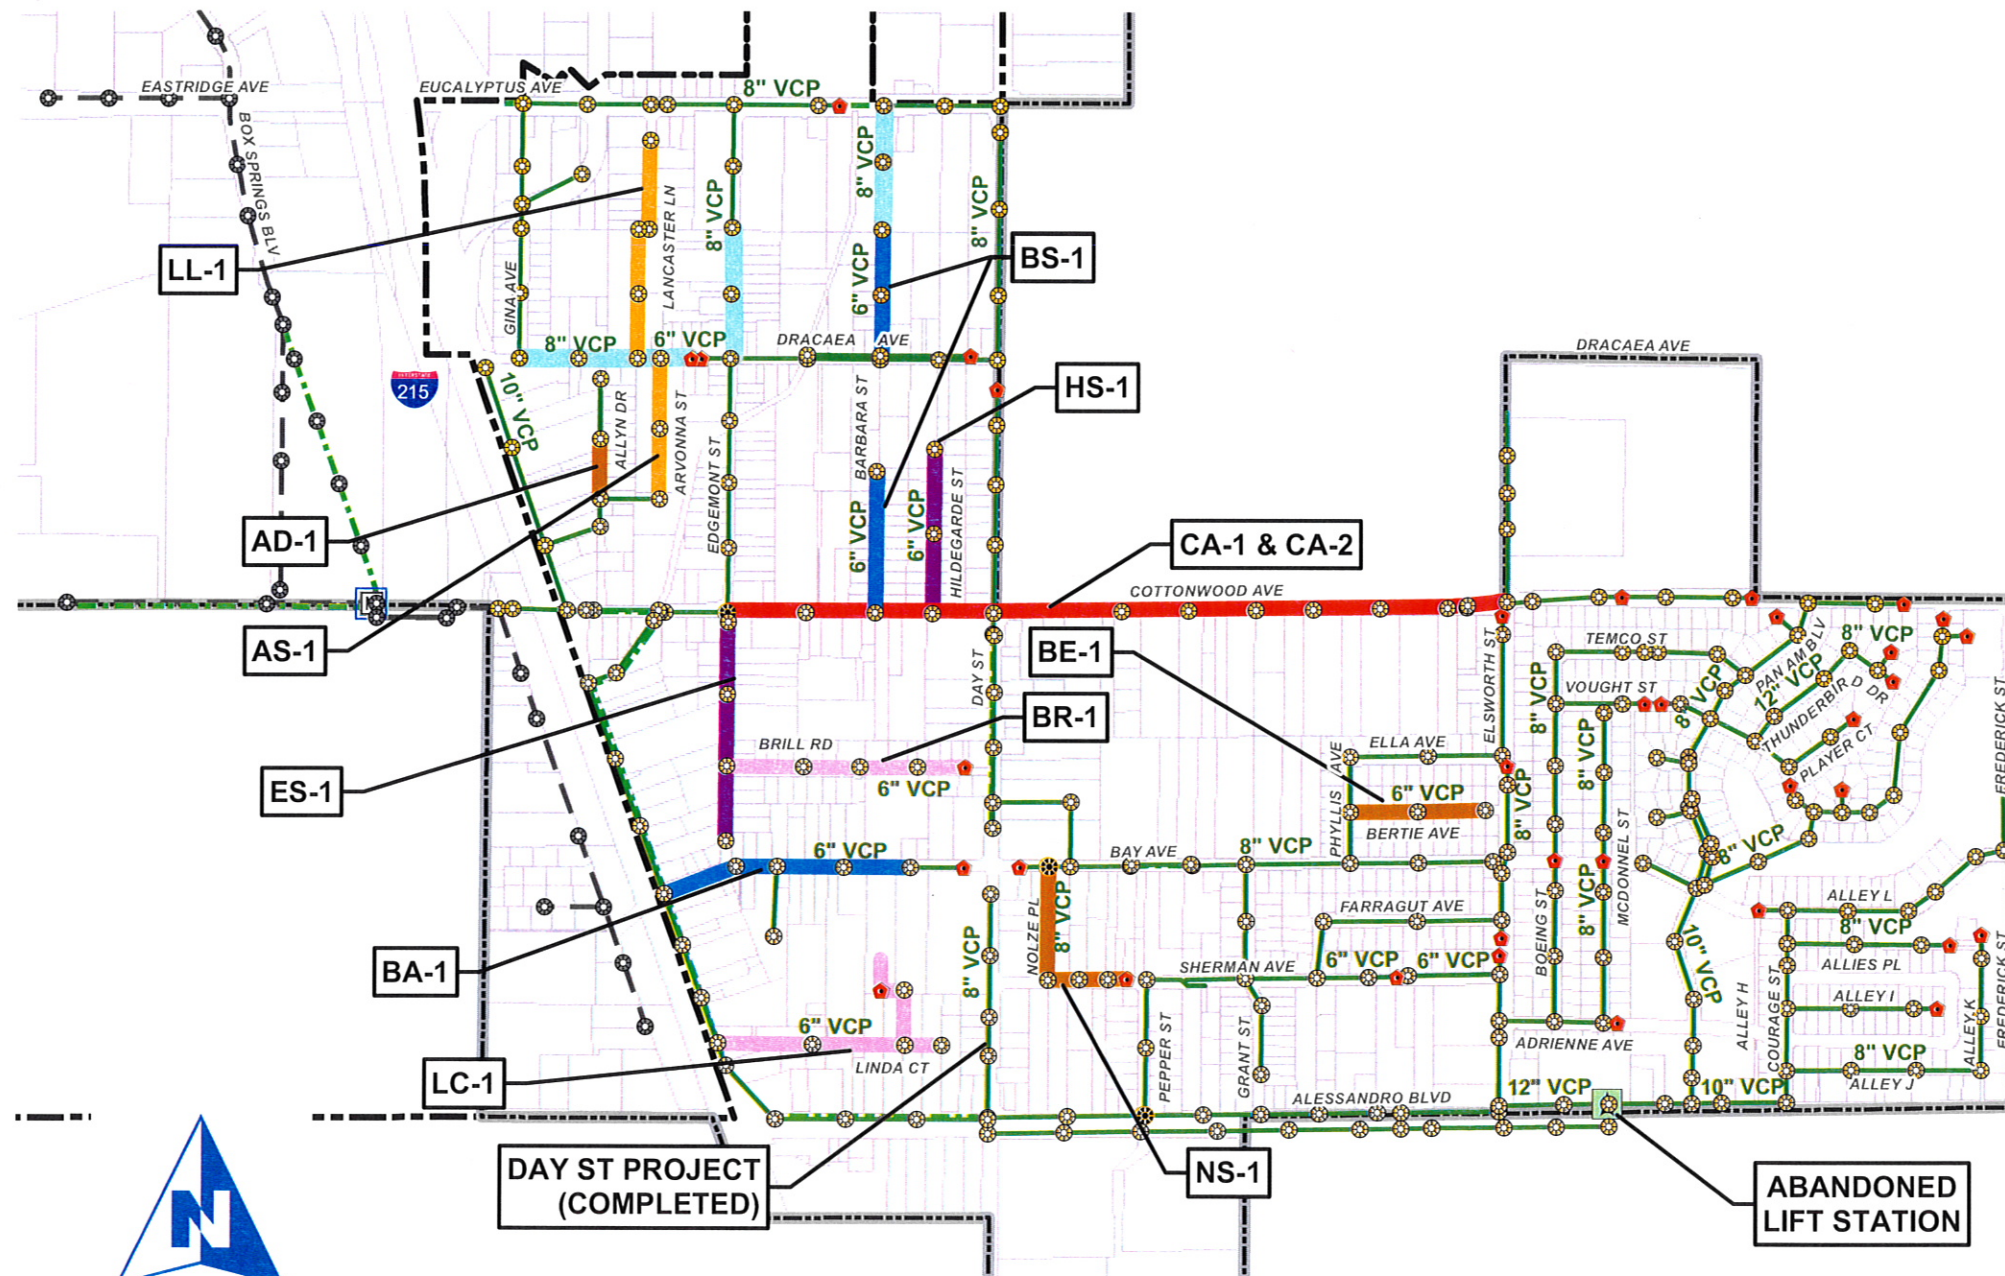 EASTRIDGE AVE
EUCALYPTUS AVE
8" VCP
BOX SPRINGS BLV
8" VCP
8" VCP
8" VCP
LANCASTER LN
GINA AVE
LL-1
BS-1
6" VCP
8" VCP
6" VCP
DRACAEA AVE
DRACAEA AVE
INTERSTATE
215
10" VCP
HS-1
ALLYN DR
ARVONNA ST
EDGEMONT ST
BARBARA ST
HILDEGARDE ST
6" VCP
6" VCP
AD-1
CA-1 & CA-2
COTTONWOOD AVE
AS-1
BE-1
DAY ST
ELSWORTH ST
TEMCO ST
PAN AM BLV
8" VCP
VOUGHT ST
8" VCP
8" VCP
12" VCP
THUNDERBIRD DR
PLAYER CT
FREDERICK ST
BR-1
BRILL RD
6" VCP
ES-1
ELLA AVE
PHYLLIS AVE
6" VCP
BERTIE AVE
8" VCP
8" VCP
MCDONNEL ST
8" VCP
6" VCP
BAY AVE
8" VCP
NOLZE PL
8" VCP
FARRAGUT AVE
BOEING ST
8" VCP
ALLEY L
8" VCP
BA-1
8" VCP
SHERMAN AVE
6" VCP
6" VCP
10" VCP
ALLIES PL
ALLEY I
ALLEY H
COURAGE ST
ALLEY K
FREDERICK ST
6" VCP
LINDA CT
LC-1
PEPPER ST
GRANT ST
ADRIENNE AVE
8" VCP
ALLEY J
ALESSANDRO BLVD
12" VCP
10" VCP
DAY ST PROJECT
(COMPLETED)
NS-1
ABANDONED
LIFT STATION
N